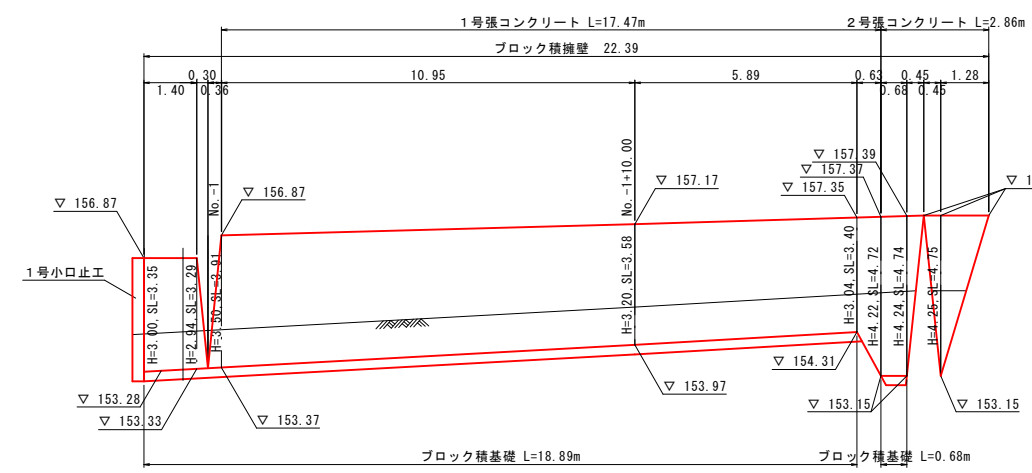 1号張コンクリート L=17.47m
2号張コンクリート L=2.86m
ブロック積擁壁 22.39
0.30
10.95
5.89
0.63
0.45
1.28
1.40
0.36
0.68
0.45
▽ 157.39
▽ 157.37
▽ 157.35
▽ 1
▽ 156.87
▽ 156.87
▽ 157.17
No.-1
No.-1+10.00
1号小口止工
H=3.00,SL=3.35
H=2.94,SL=3.29
H=3.50,SL=3.91
H=3.20,SL=3.58
H=3.04,SL=3.40
H=4.22,SL=4.72
H=4.24,SL=4.74
H=4.25,SL=4.75
▽ 154.31
▽ 153.97
▽ 153.28
▽ 153.33
▽ 153.37
▽ 153.15
▽ 153.15
ブロック積基礎 L=18.89m
ブロック積基礎 L=0.68m